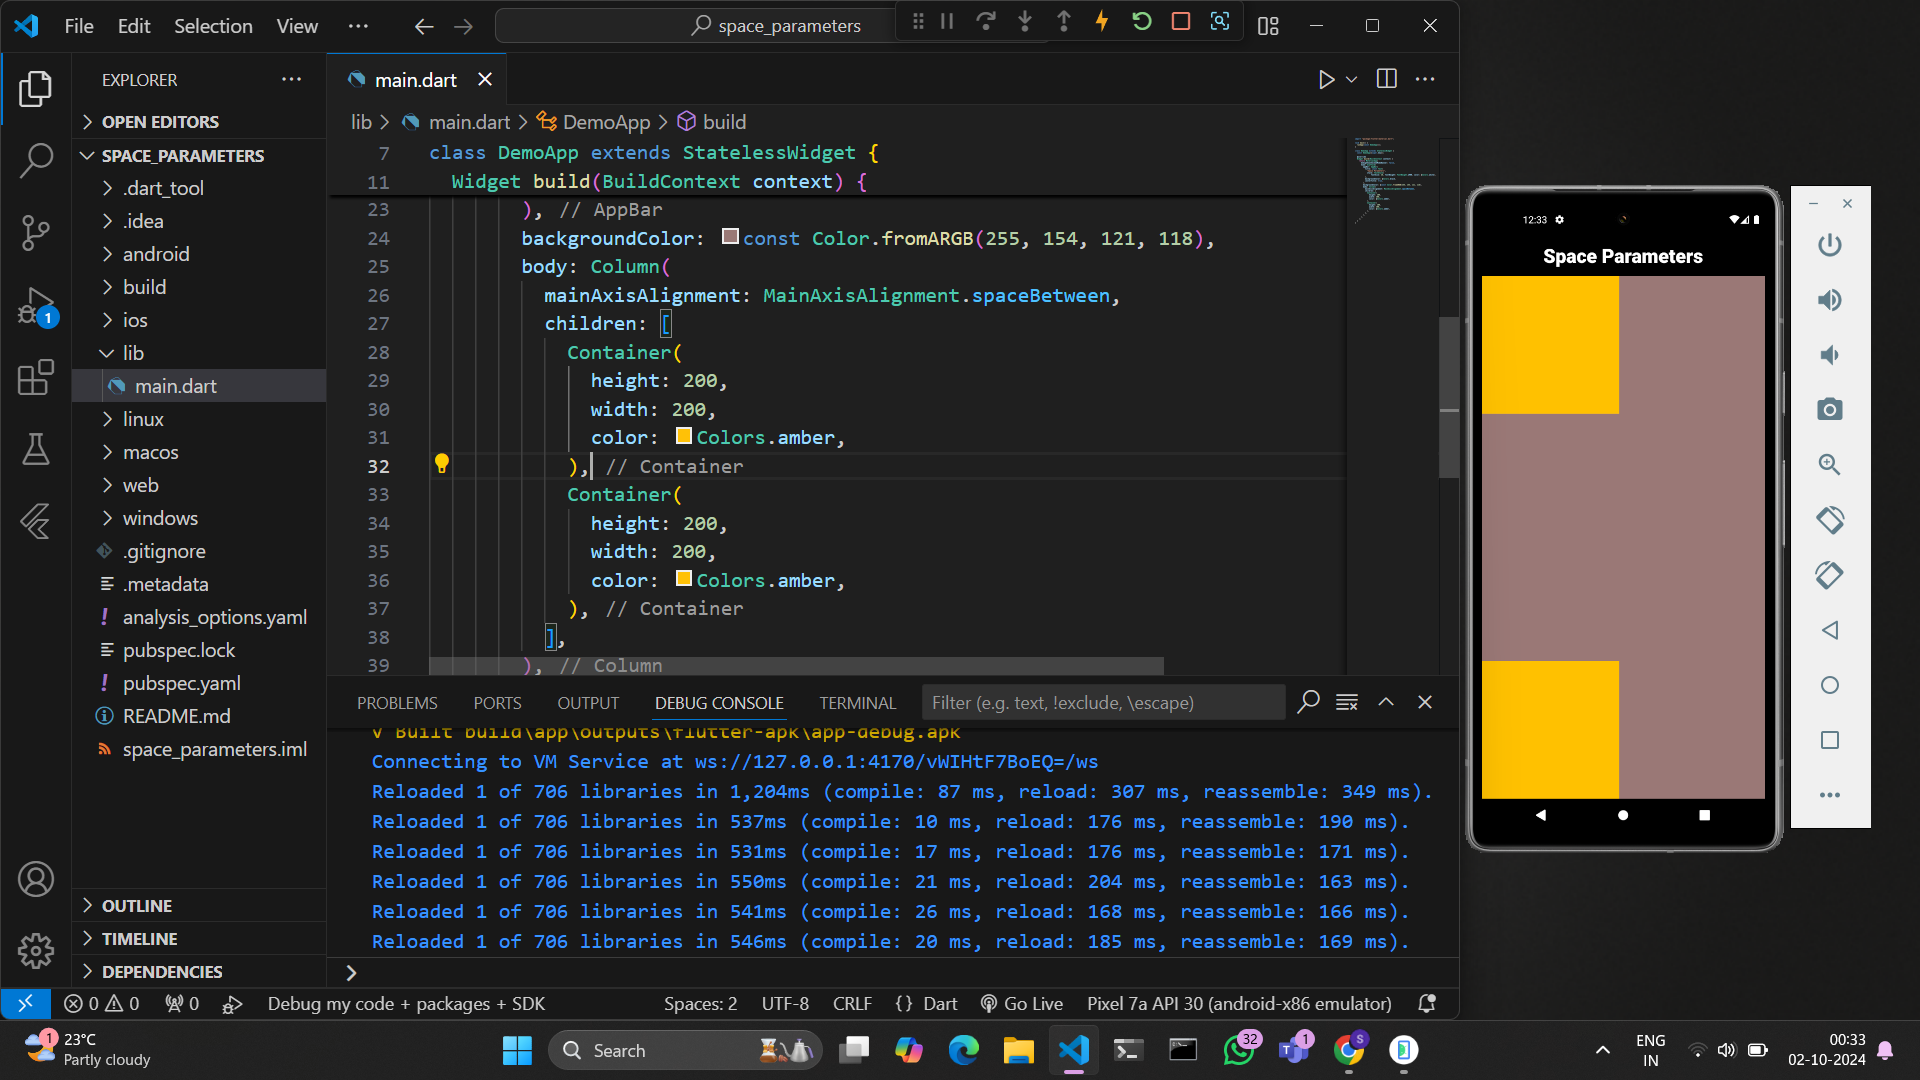 File Edit Selection View ···
space_parameters
EXPLORER
OPEN EDITORS
SPACE_PARAMETERS
.dart_tool
.idea
android
build
ios
lib
main.dart
linux
macos
web
windows
.gitignore
.metadata
! analysis_options.yaml
pubspec.lock
! pubspec.yaml
README.md
space_parameters.iml
OUTLINE
TIMELINE
DEPENDENCIES
1
main.dart
lib > main.dart > DemoApp > build
7 class DemoApp extends StatelessWidget {
11 Widget build(BuildContext context) {
23 ), // AppBar
24 backgroundColor: const Color.fromARGB(255, 154, 121, 118),
25 body: Column(
26 mainAxisAlignment: MainAxisAlignment.spaceBetween,
27 children: [
28 Container(
29 height: 200,
30 width: 200,
31 color: Colors.amber,
32 ), // Container
33 Container(
34 height: 200,
35 width: 200,
36 color: Colors.amber,
37 ), // Container
38 ],
39 ), // Column
PROBLEMS PORTS OUTPUT DEBUG CONSOLE TERMINAL Filter (e.g. text, !exclude, \escape)
√ Built build\app\outputs\flutter-apk\app-debug.apk
Connecting to VM Service at ws://127.0.0.1:4170/vWIHtF7BoEQ=/ws
Reloaded 1 of 706 libraries in 1,204ms (compile: 87 ms, reload: 307 ms, reassemble: 349 ms).
Reloaded 1 of 706 libraries in 537ms (compile: 10 ms, reload: 176 ms, reassemble: 190 ms).
Reloaded 1 of 706 libraries in 531ms (compile: 17 ms, reload: 176 ms, reassemble: 171 ms).
Reloaded 1 of 706 libraries in 550ms (compile: 21 ms, reload: 204 ms, reassemble: 163 ms).
Reloaded 1 of 706 libraries in 541ms (compile: 26 ms, reload: 168 ms, reassemble: 166 ms).
Reloaded 1 of 706 libraries in 546ms (compile: 20 ms, reload: 185 ms, reassemble: 169 ms).
>
0 0 0 Debug my code + packages + SDK Spaces: 2 UTF-8 CRLF {} Dart Go Live Pixel 7a API 30 (android-x86 emulator)
12:33
Space Parameters
1
23°C
Partly cloudy
Search
32
1
S
ENG
IN
00:33
02-10-2024